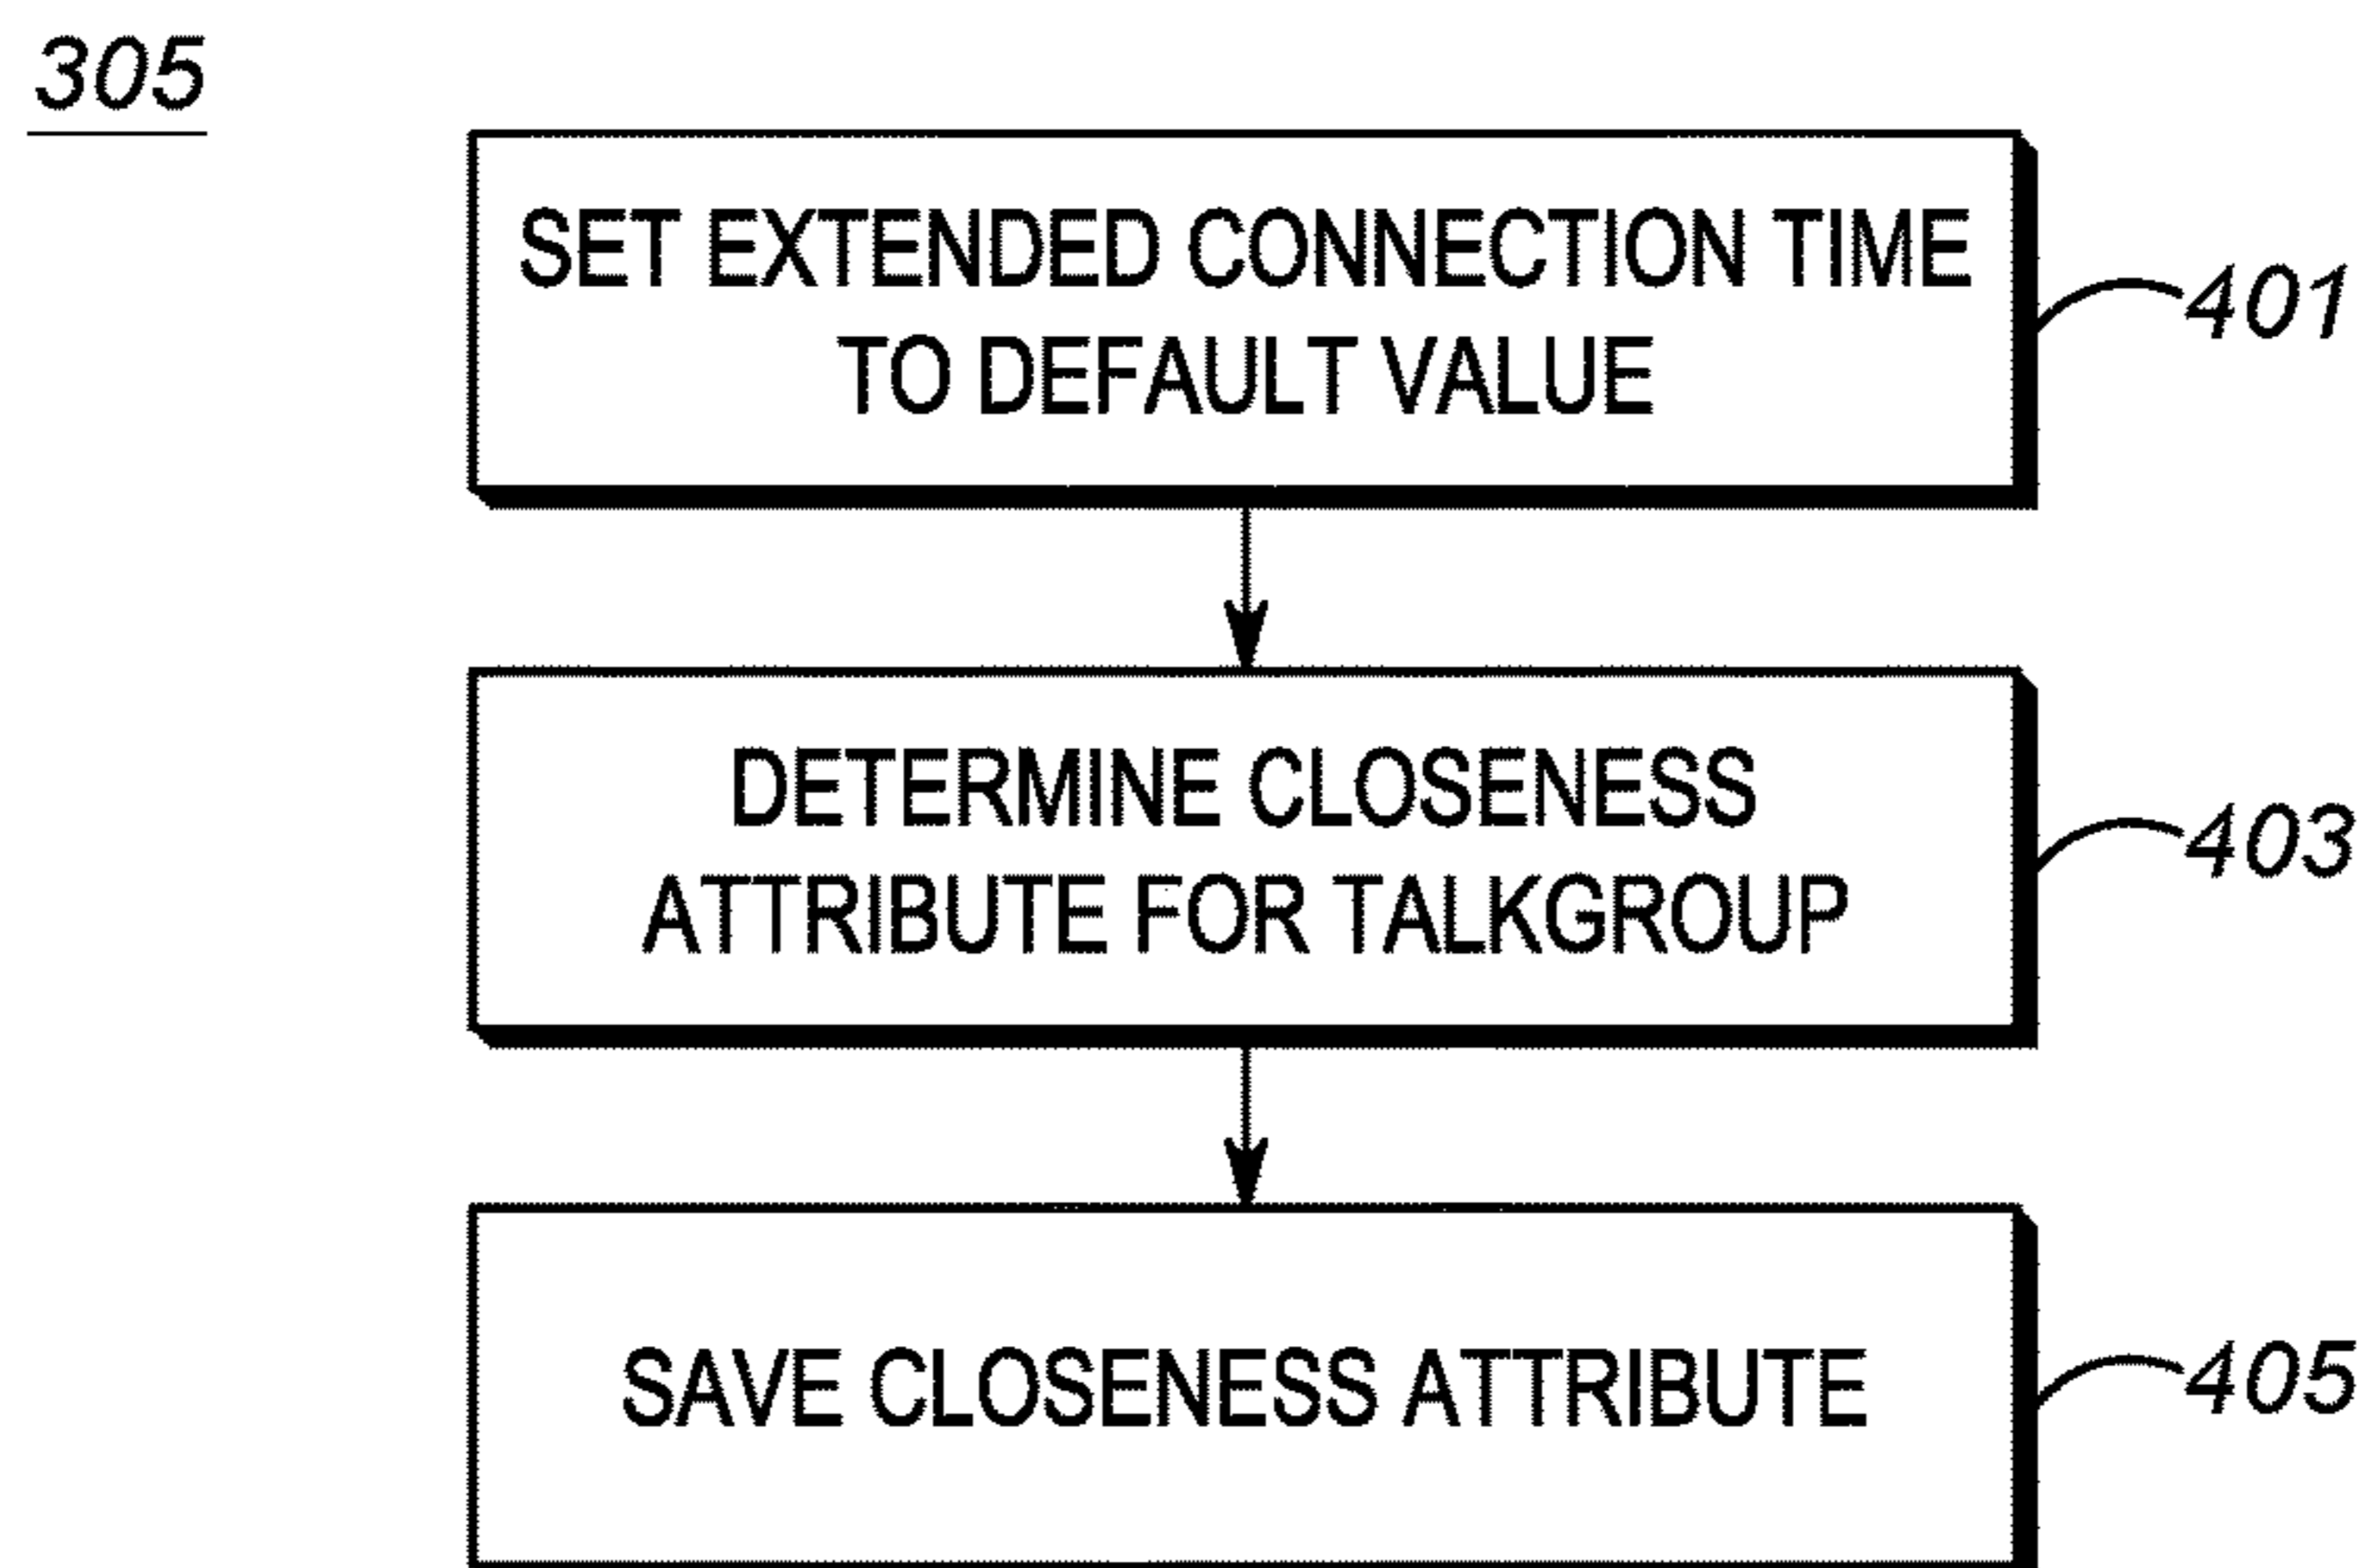 305
SET EXTENDED CONNECTION TIME
TO DEFAULT VALUE
401
DETERMINE CLOSENESS
ATTRIBUTE FOR TALKGROUP
403
SAVE CLOSENESS ATTRIBUTE
405